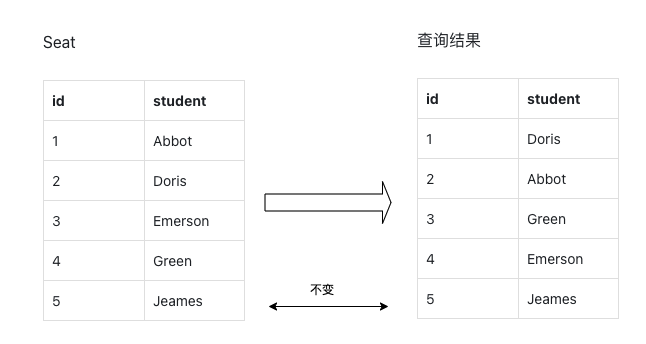 Seat
id student
1 Abbot
2 Doris
3 Emerson
4 Green
5 Jeames
不变
查询结果
id student
1 Doris
2 Abbot
3 Green
4 Emerson
5 Jeames